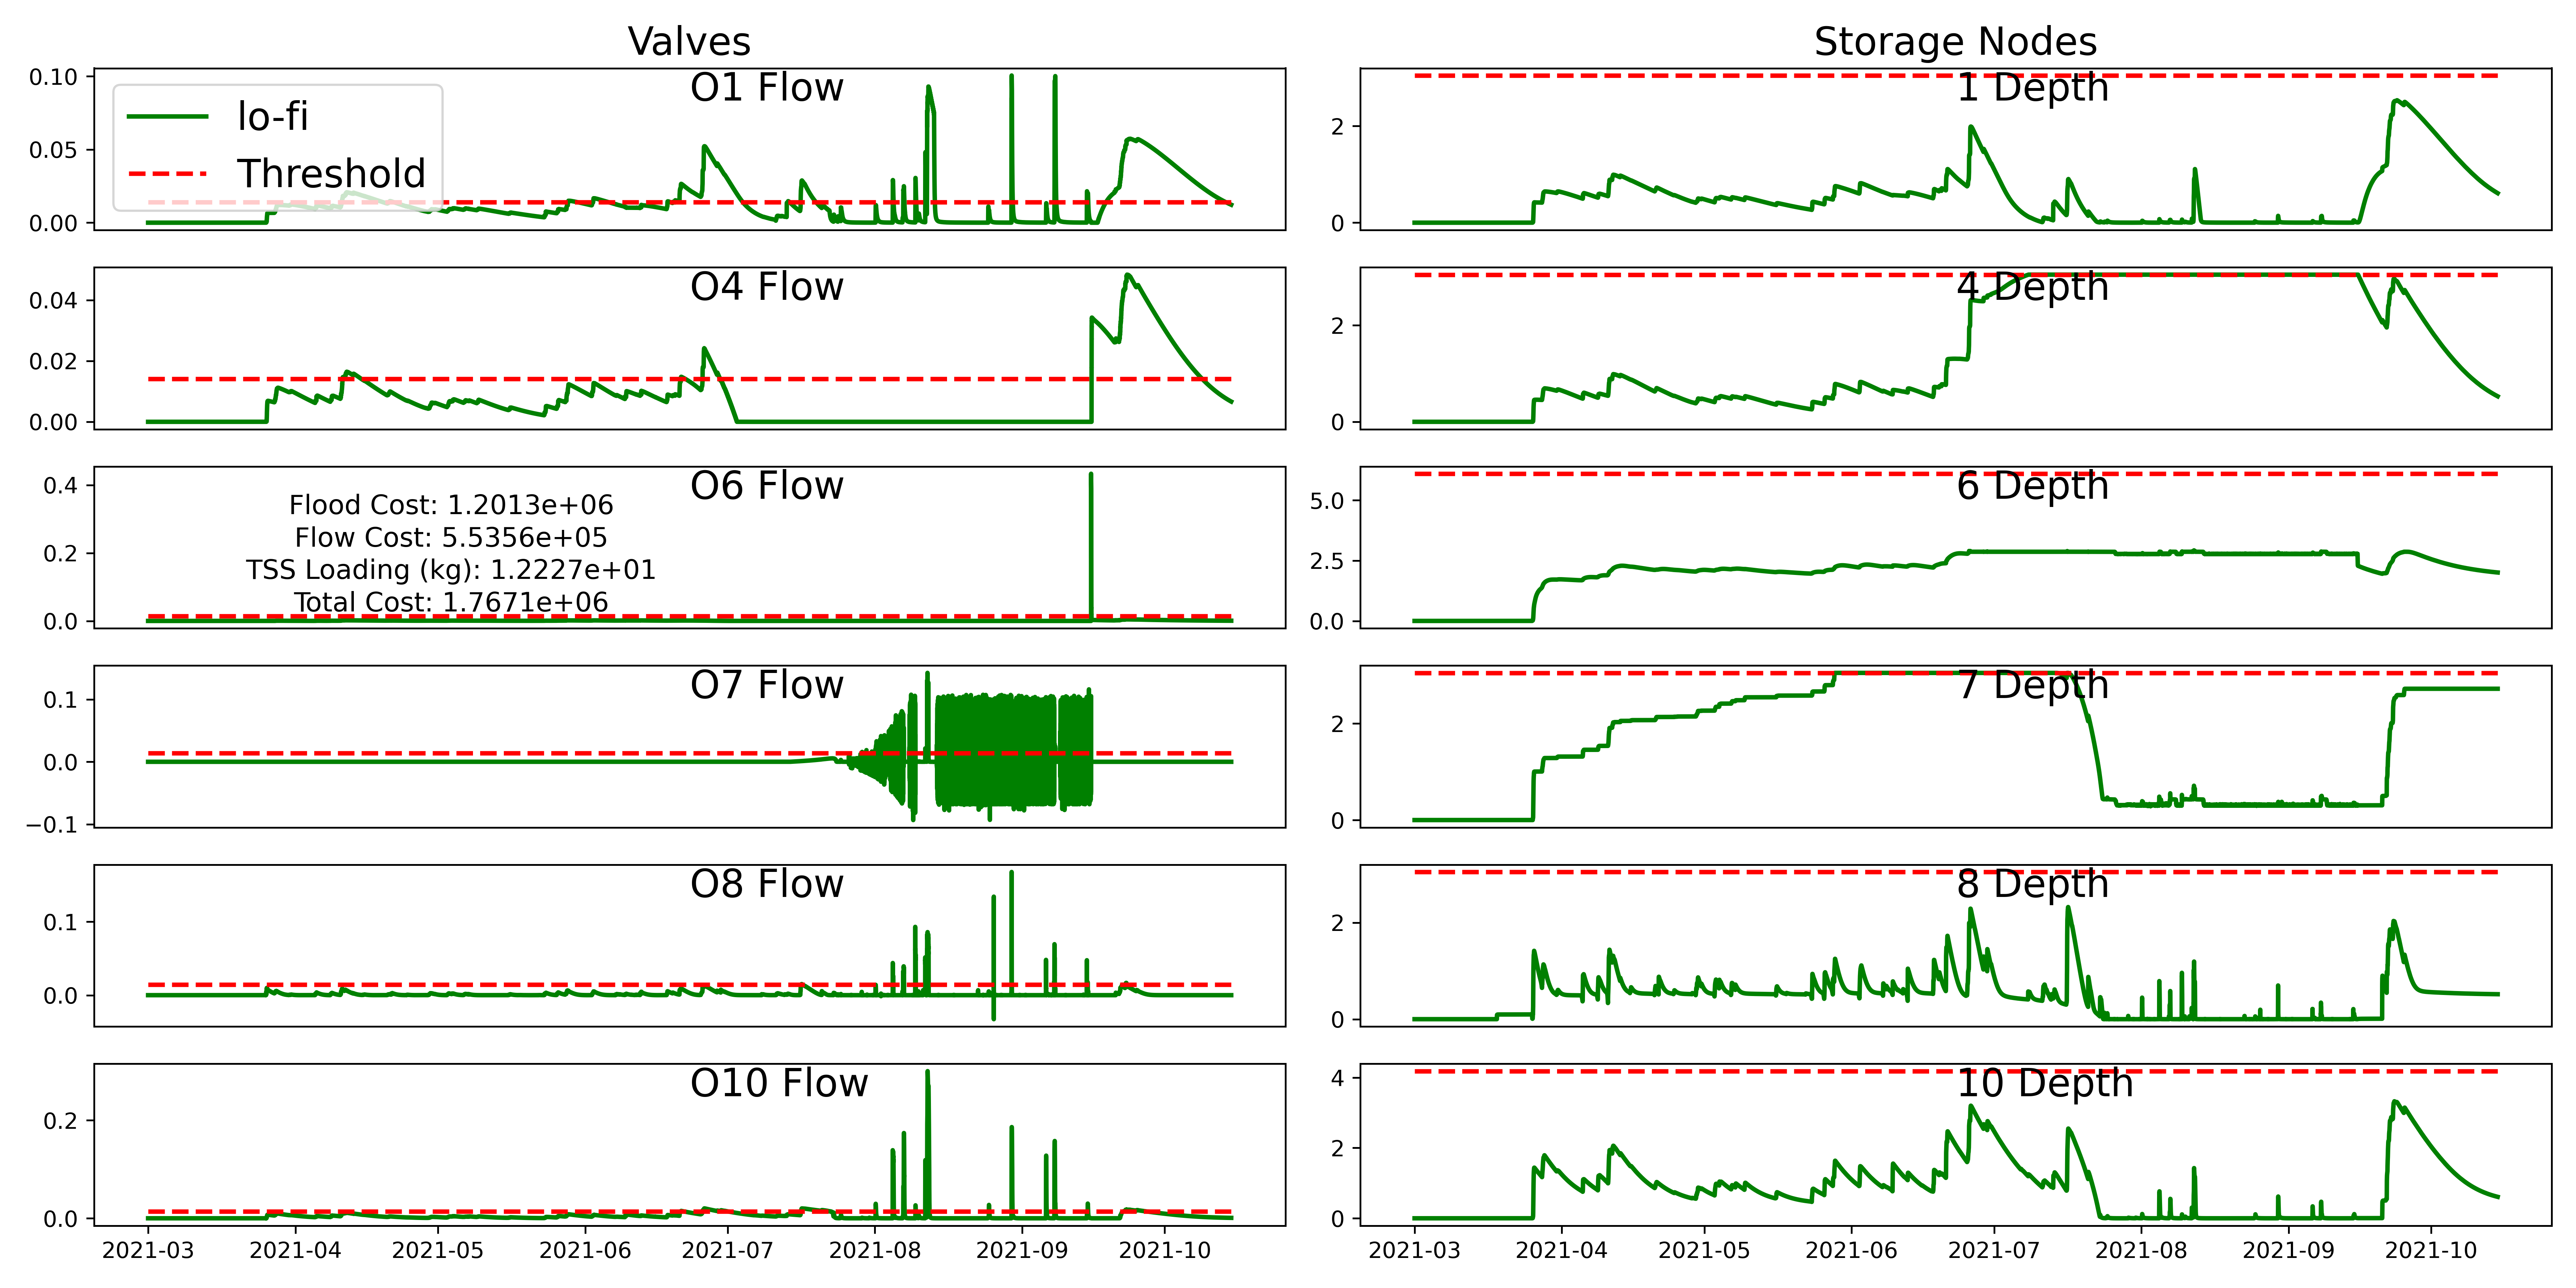 Valves
Storage Nodes
O1 Flow
lo-fi
Threshold
0.10
0.05
0.00
1 Depth
2
0
O4 Flow
0.04
0.02
0.00
4 Depth
2
0
O6 Flow
0.4
0.2
0.0
Flood Cost: 1.2013e+06
Flow Cost: 5.5356e+05
TSS Loading (kg): 1.2227e+01
Total Cost: 1.7671e+06
6 Depth
5.0
2.5
0.0
O7 Flow
0.1
0.0
−0.1
7 Depth
2
0
O8 Flow
0.1
0.0
8 Depth
2
0
O10 Flow
0.2
0.0
10 Depth
4
2
0
2021-03 2021-04 2021-05 2021-06 2021-07 2021-08 2021-09 2021-10
2021-03 2021-04 2021-05 2021-06 2021-07 2021-08 2021-09 2021-10